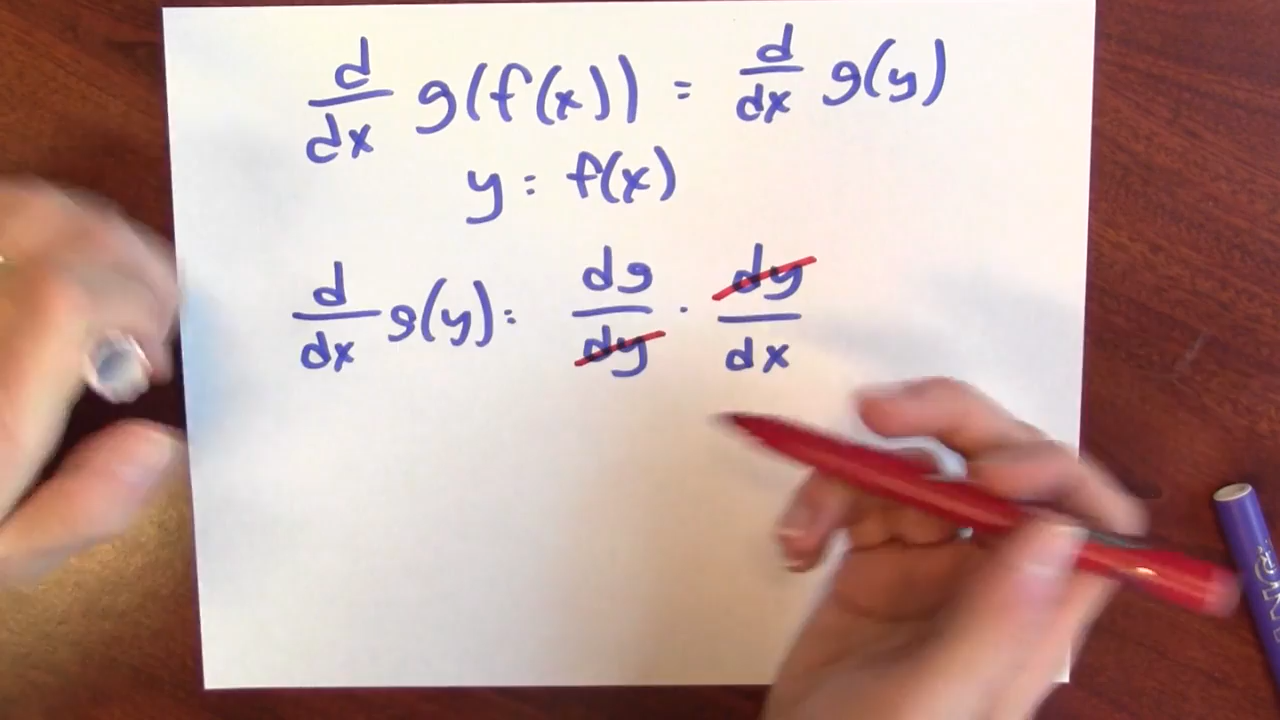 d/dx g(f(x)) = d/dx g(y)
y = f(x)
d/dx g(y) = dg/dy · dy/dx